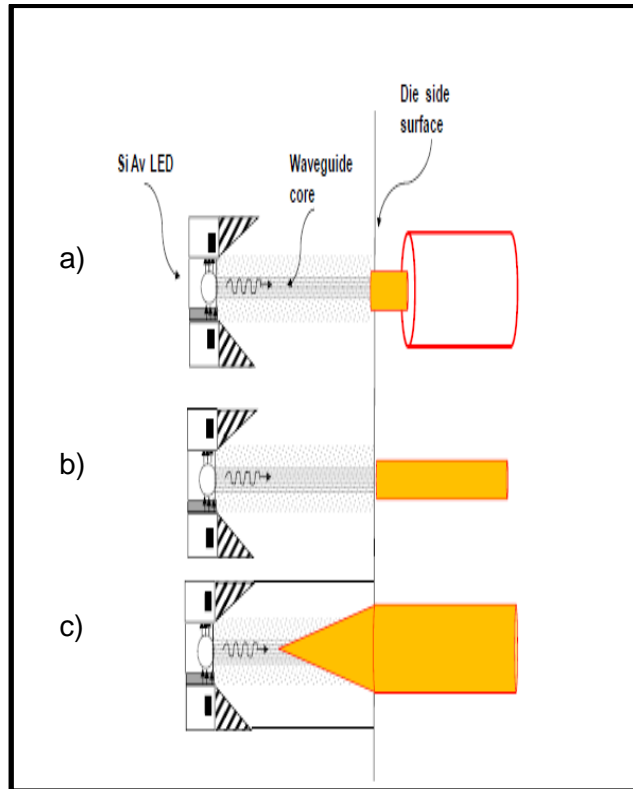 Die side
surface
Si Av LED
Waveguide
core
a)
b)
c)